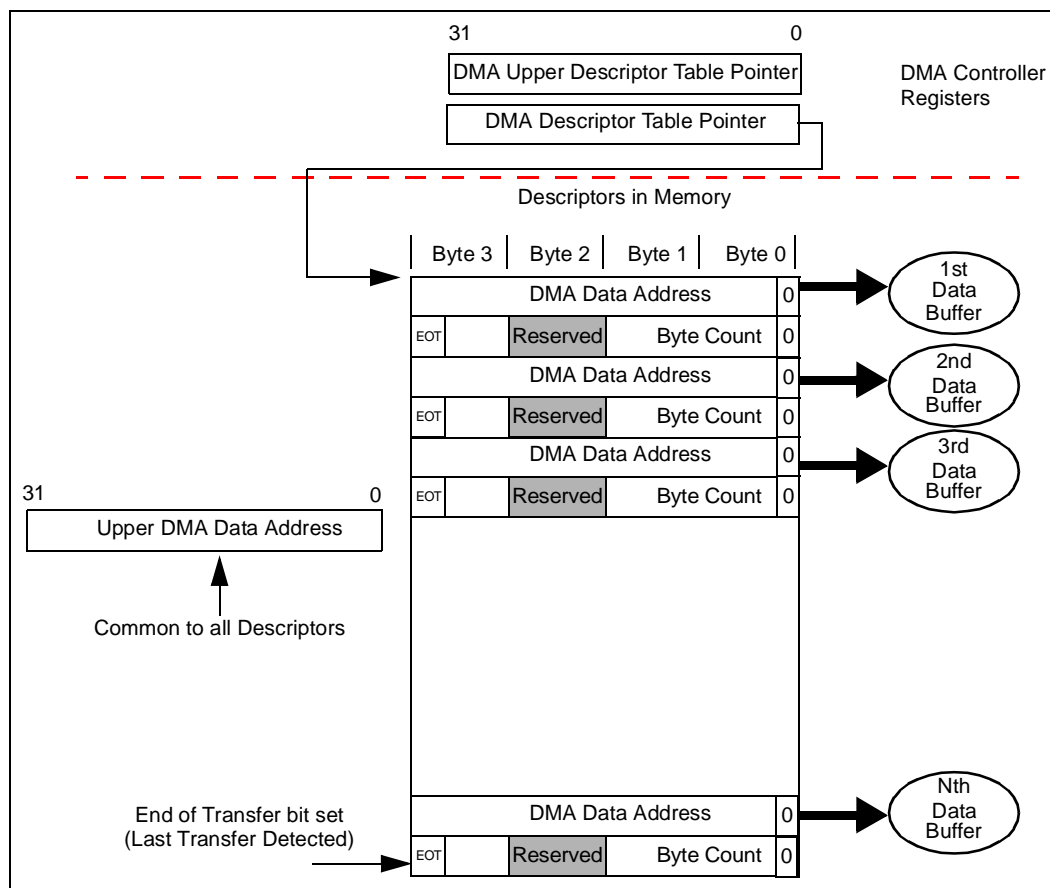 31 0
DMA Upper Descriptor Table Pointer
DMA Controller
Registers
DMA Descriptor Table Pointer
Descriptors in Memory
Byte 3 Byte 2 Byte 1 Byte 0
DMA Data Address 0
1st
Data
Buffer
EOT Reserved Byte Count 0
DMA Data Address 0
2nd
Data
Buffer
EOT Reserved Byte Count 0
DMA Data Address 0
3rd
Data
Buffer
EOT Reserved Byte Count 0
31 0
Upper DMA Data Address
Common to all Descriptors
End of Transfer bit set
(Last Transfer Detected)
DMA Data Address 0
Nth
Data
Buffer
EOT Reserved Byte Count 0